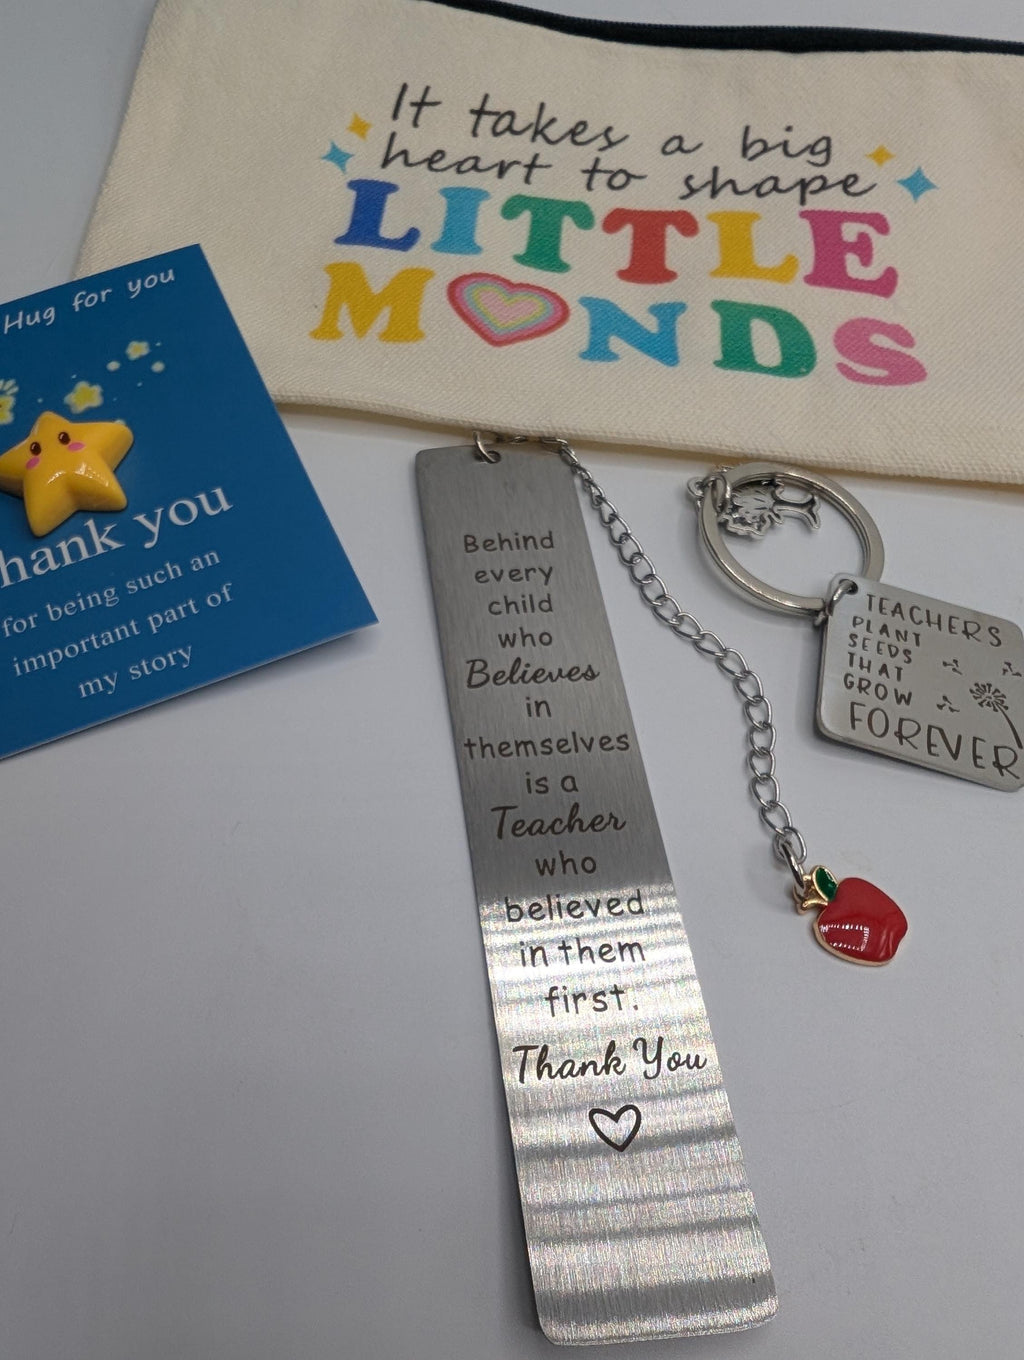 It takes a big
heart to shape
LITTLE
M NDS
Hug for you
hank you
for being such an
important part of
my story
Behind
every
child
who
Believes
in
themselves
is a
Teacher
who
believed
in them
first.
Thank You
TEACHERS
PLANT
SEEDS
THAT
GROW
FOREVER